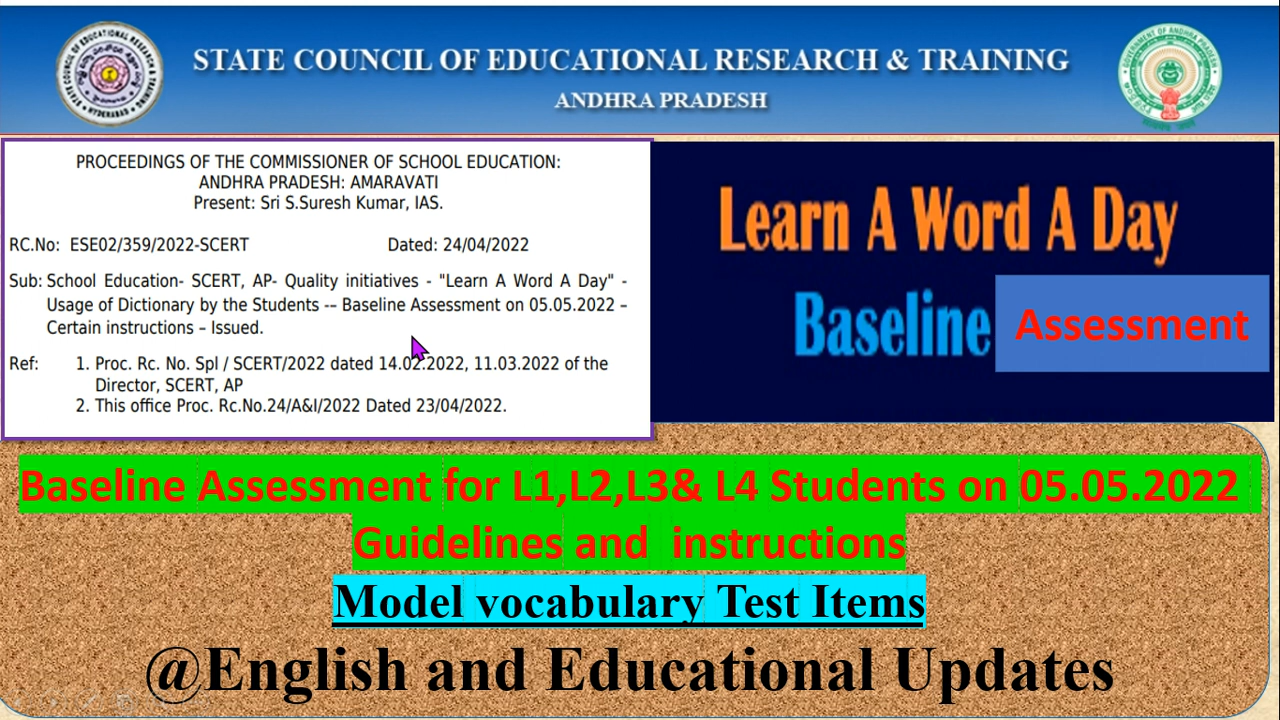 STATE COUNCIL OF EDUCATIONAL RESEARCH & TRAINING
ANDHRA PRADESH
PROCEEDINGS OF THE COMMISSIONER OF SCHOOL EDUCATION:
ANDHRA PRADESH: AMARAVATI
Present: Sri S.Suresh Kumar, IAS.
RC.No: ESE02/359/2022-SCERT Dated: 24/04/2022
Sub: School Education- SCERT, AP- Quality initiatives - "Learn A Word A Day" -
Usage of Dictionary by the Students -- Baseline Assessment on 05.05.2022 –
Certain instructions – Issued.
Ref: 1. Proc. Rc. No. Spl / SCERT/2022 dated 14.02.2022, 11.03.2022 of the
Director, SCERT, AP
2. This office Proc. Rc.No.24/A&I/2022 Dated 23/04/2022.
Learn A Word A Day
Baseline Assessment
Baseline Assessment for L1,L2,L3& L4 Students on 05.05.2022
Guidelines and instructions
Model vocabulary Test Items
@English and Educational Updates